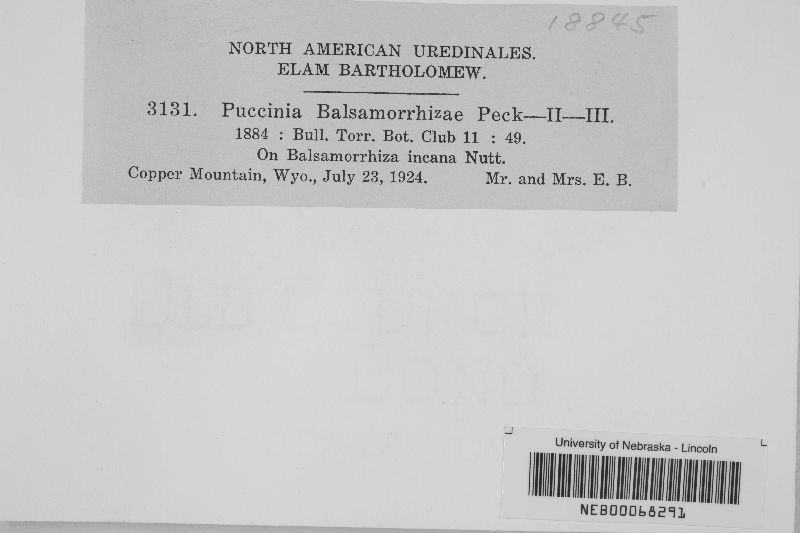 18845
NORTH AMERICAN UREDINALES.
ELAM BARTHOLOMEW.
3131. Puccinia Balsamorrhizae Peck—II—III.
1884 : Bull. Torr. Bot. Club 11 : 49.
On Balsamorrhiza incana Nutt.
Copper Mountain, Wyo., July 23, 1924. Mr. and Mrs. E. B.
University of Nebraska - Lincoln
NEB00068291